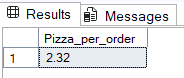 Results Messages
Pizza_per_order
1 2.32